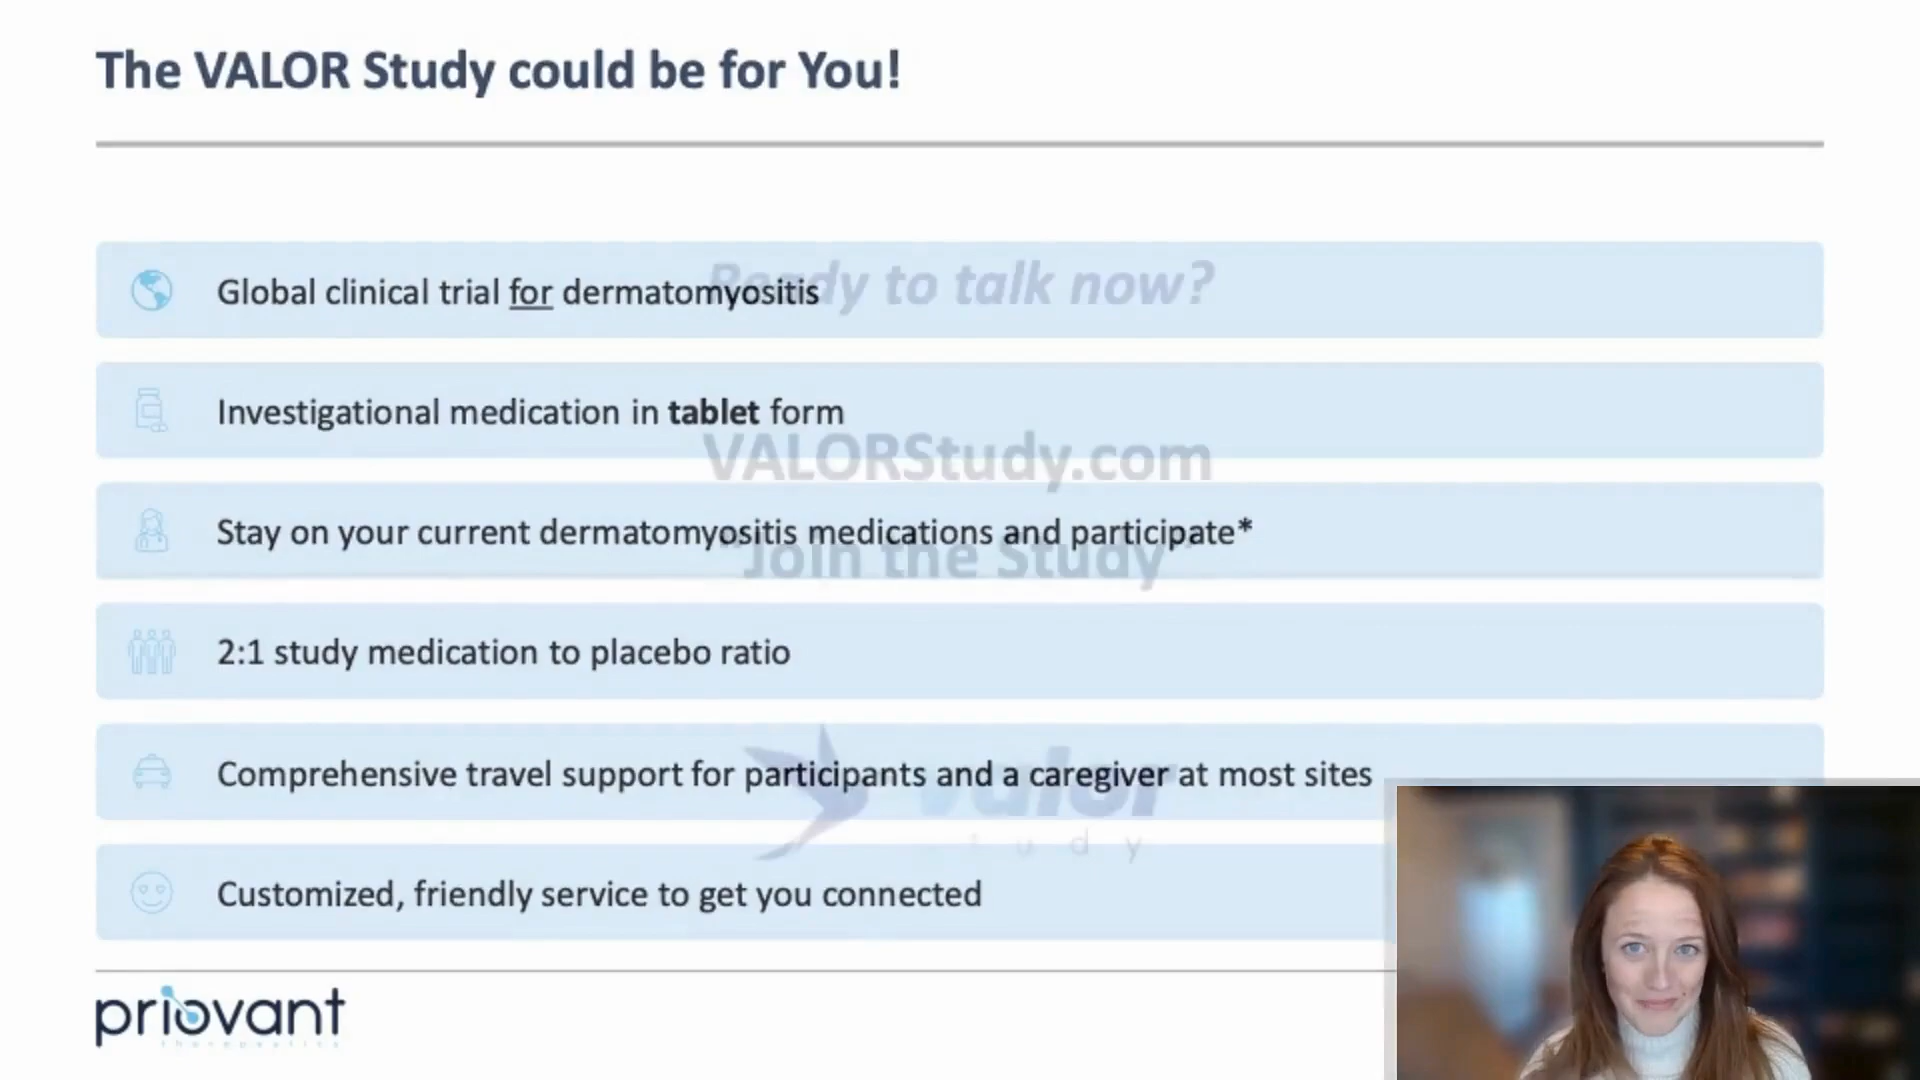 The VALOR Study could be for You!
Ready to talk now?
Global clinical trial for dermatomyositis
Investigational medication in tablet form
VALORStudy.com
Stay on your current dermatomyositis medications and participate*
"Join the Study"
2:1 study medication to placebo ratio
Comprehensive travel support for participants and a caregiver at most sites
valor
study
Customized, friendly service to get you connected
priovant
therapeutics